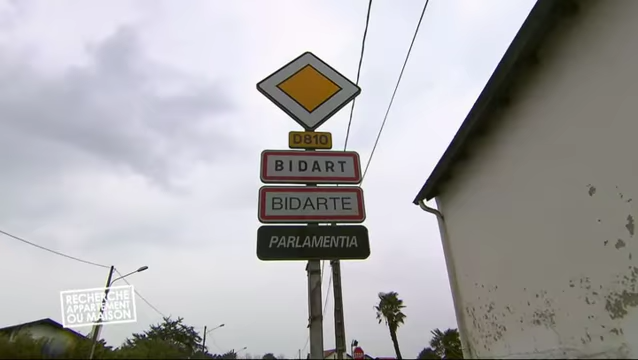 D810
BIDART
BIDARTE
PARLAMENTIA
RECHERCHE
APPARTEMENT
OU MAISON